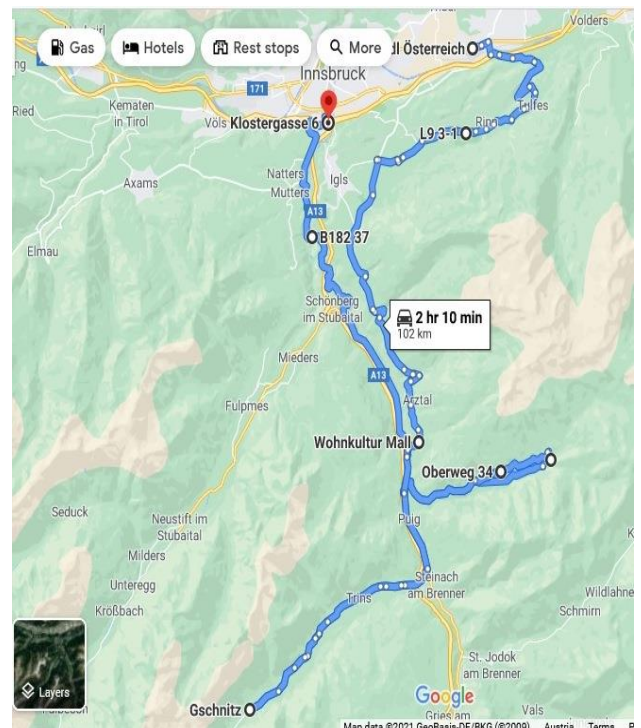 Volders
Gas
Hotels
Rest stops
More
dl Österreich
Innsbruck
171
Kematen
in Tirol
Völs
Klostergasse 6
Tulfes
Rinn
L9 3-1
Ried
Natters
Mutters
Igls
Axams
A13
B182 37
Elmau
Schönberg
im Stubaital
2 hr 10 min
102 km
Mieders
A13
Fulpmes
Arztal
Wohnkultur Mall
Oberweg 34
Seduck
Neustift im
Stubaital
Puig
Milders
Unteregg
Steinach
am Brenner
Trins
Krößbach
Wildlahne
Schmirn
St. Jodok
am Brenner
Layers
Gschnitz
Google
Gries am
Vals
Map data ©2021 GeoBasis-DE/BKG (©2009)
Austria
Terms